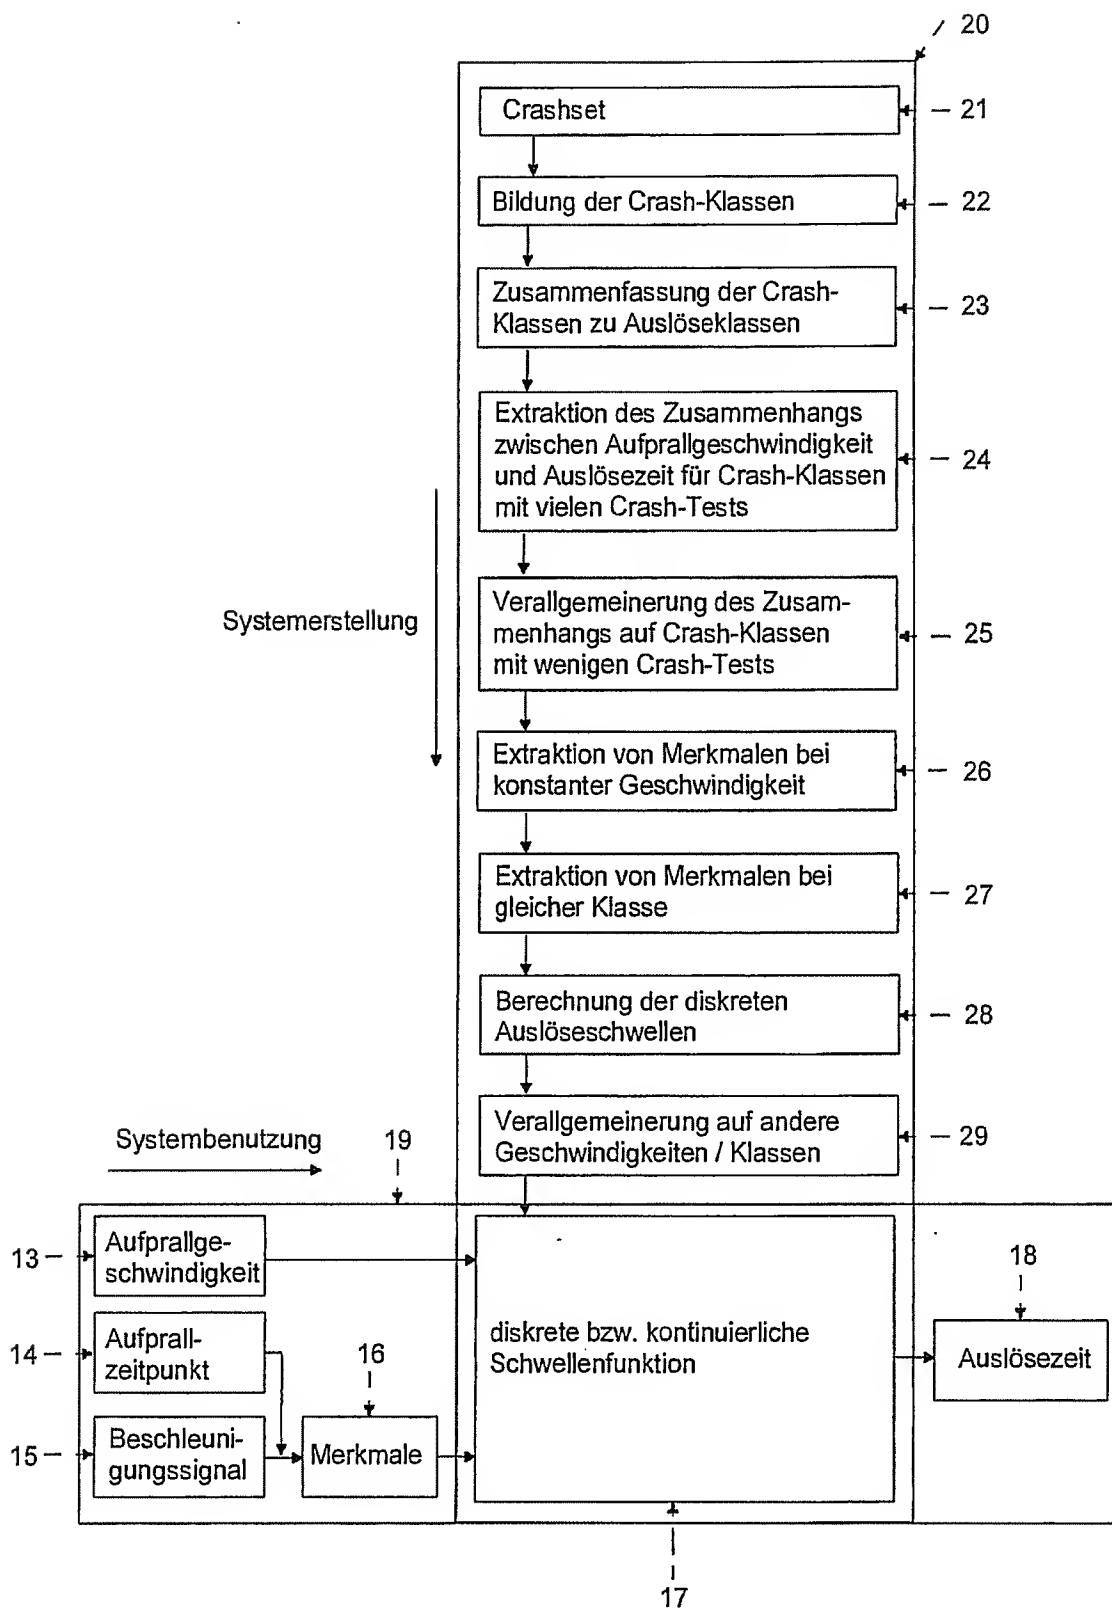 20
Crashset
21
Bildung der Crash-Klassen
22
Zusammenfassung der Crash-
Klassen zu Auslöseklassen
23
Extraktion des Zusammenhangs
zwischen Aufprallgeschwindigkeit
und Auslösezeit für Crash-Klassen
mit vielen Crash-Tests
24
Systemerstellung
Verallgemeinerung des Zusam-
menhangs auf Crash-Klassen
mit wenigen Crash-Tests
25
Extraktion von Merkmalen bei
konstanter Geschwindigkeit
26
Extraktion von Merkmalen bei
gleicher Klasse
27
Berechnung der diskreten
Auslöseschwellen
28
Verallgemeinerung auf andere
Geschwindigkeiten / Klassen
29
Systembenutzung
19
13
Aufprallge-
schwindigkeit
14
Aufprall-
zeitpunkt
15
Beschleuni-
gungssignal
16
Merkmale
diskrete bzw. kontinuierliche
Schwellenfunktion
18
Auslösezeit
17